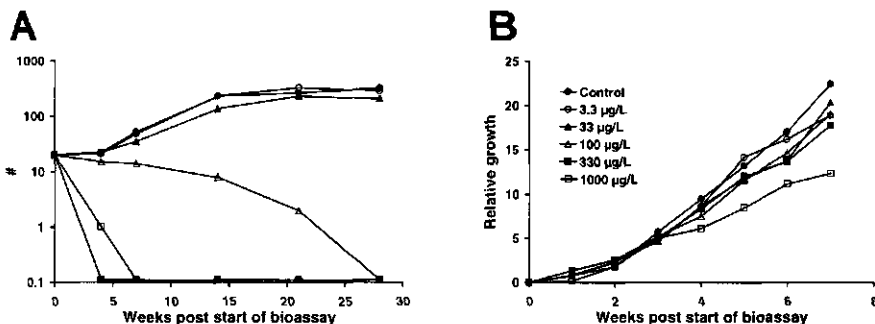 A
1000
100
10
1
0.1
#
0
5
10
15
20
25
30
Weeks post start of bioassay
B
25
20
15
10
5
0
Relative growth
Control
3.3 µg/L
33 µg/L
100 µg/L
330 µg/L
1000 µg/L
0
2
4
6
8
Weeks post start of bioassay